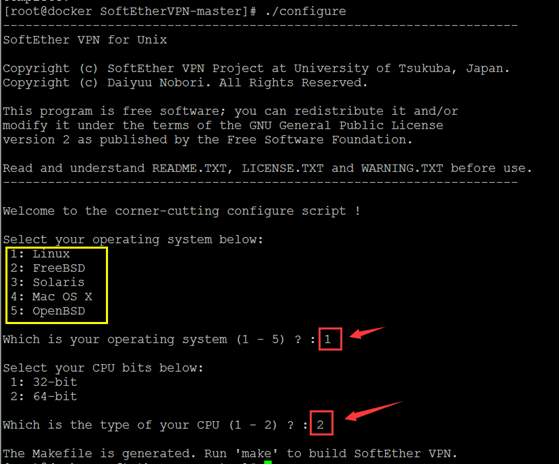 [root@docker SoftEtherVPN-master]# ./configure
---------------------------------------------------------------------
SoftEther VPN for Unix
Copyright (c) SoftEther VPN Project at University of Tsukuba, Japan.
Copyright (c) Daiyuu Nobori. All Rights Reserved.
This program is free software; you can redistribute it and/or
modify it under the terms of the GNU General Public License
version 2 as published by the Free Software Foundation.
Read and understand README.TXT, LICENSE.TXT and WARNING.TXT before use.
---------------------------------------------------------------------
Welcome to the corner-cutting configure script !
Select your operating system below:
1: Linux
2: FreeBSD
3: Solaris
4: Mac OS X
5: OpenBSD
Which is your operating system (1 - 5) ? : 1
Select your CPU bits below:
1: 32-bit
2: 64-bit
Which is the type of your CPU (1 - 2) ? : 2
The Makefile is generated. Run 'make' to build SoftEther VPN.